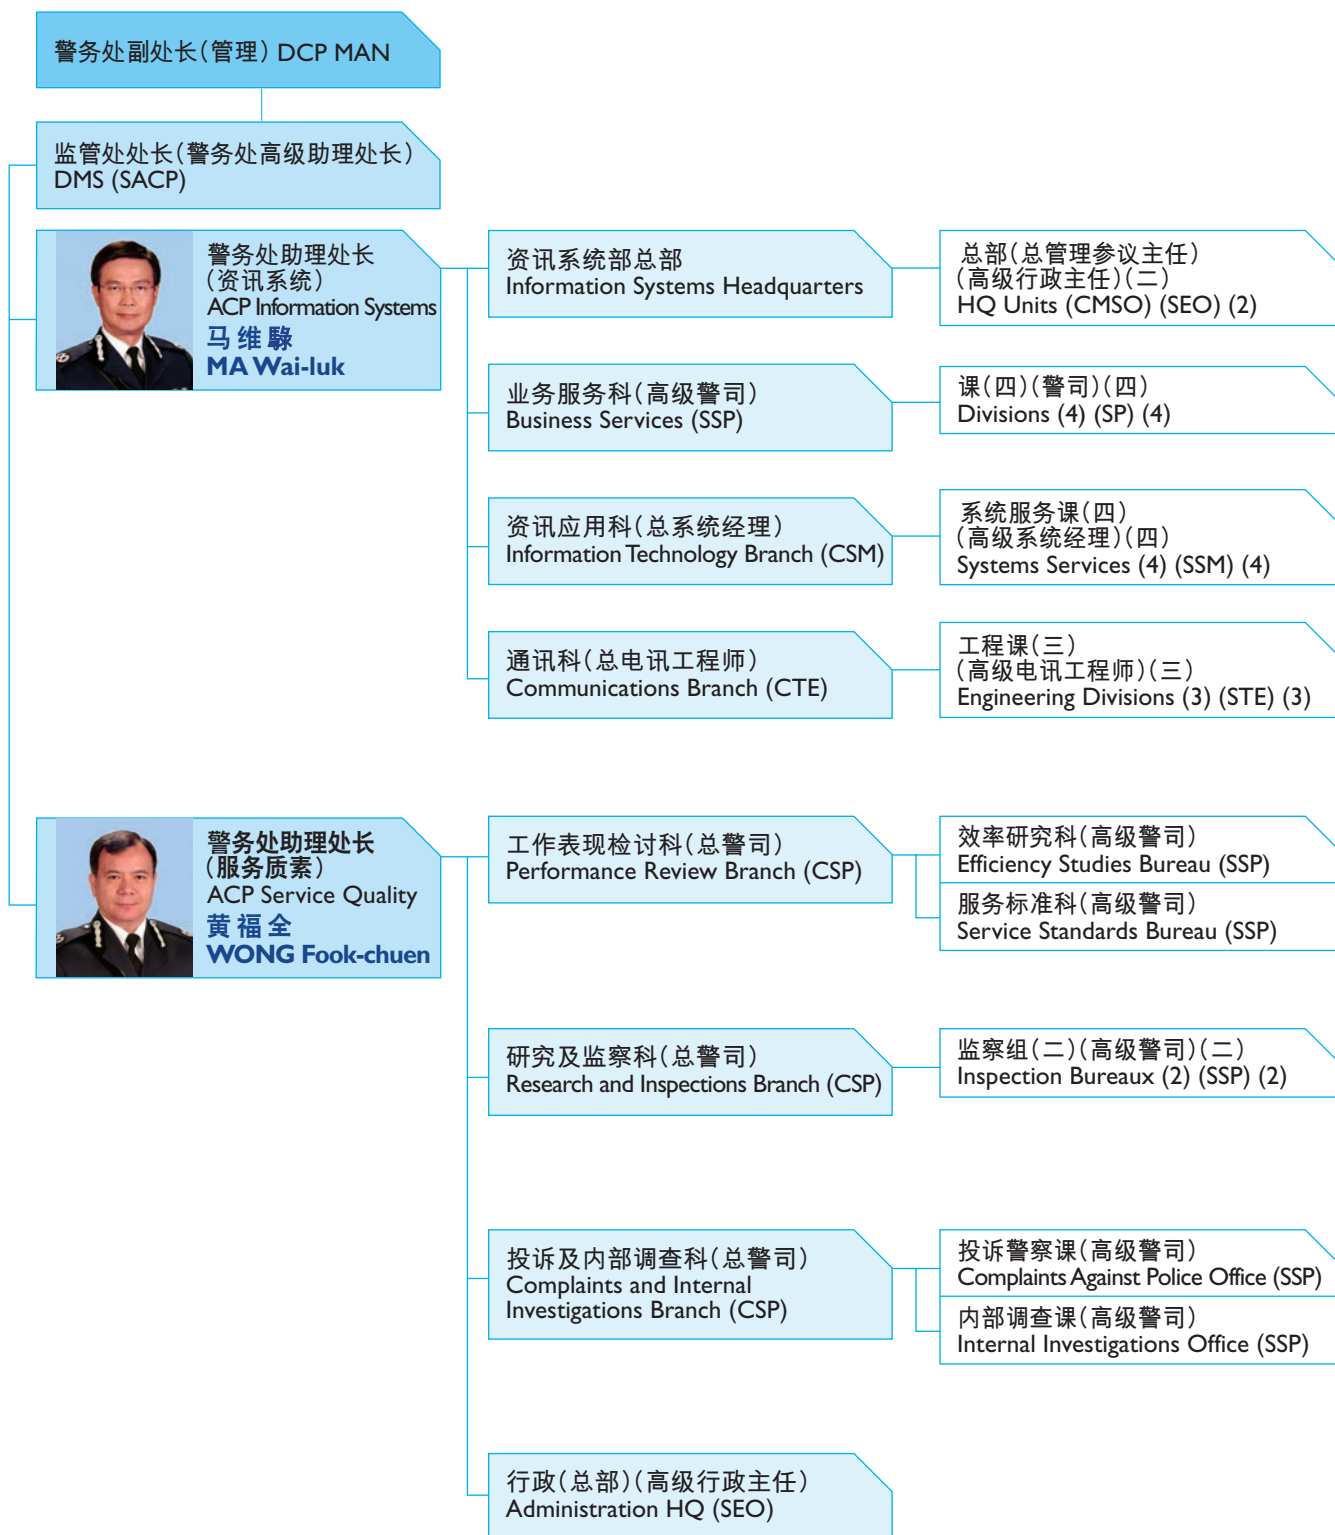 警务处副处长(管理) DCP MAN
监管处处长(警务处高级助理处长)
DMS (SACP)
警务处助理处长
(资讯系统)
ACP Information Systems
马维騄
MA Wai-luk
资讯系统部总部
Information Systems Headquarters
总部(总管理参议主任)
(高级行政主任)(二)
HQ Units (CMSO) (SEO) (2)
业务服务科(高级警司)
Business Services (SSP)
课(四)(警司)(四)
Divisions (4) (SP) (4)
资讯应用科(总系统经理)
Information Technology Branch (CSM)
系统服务课(四)
(高级系统经理)(四)
Systems Services (4) (SSM) (4)
通讯科(总电讯工程师)
Communications Branch (CTE)
工程课(三)
(高级电讯工程师)(三)
Engineering Divisions (3) (STE) (3)
警务处助理处长
(服务质素)
ACP Service Quality
黄福全
WONG Fook-chuen
工作表现检讨科(总警司)
Performance Review Branch (CSP)
效率研究科(高级警司)
Efficiency Studies Bureau (SSP)
服务标准科(高级警司)
Service Standards Bureau (SSP)
研究及监察科(总警司)
Research and Inspections Branch (CSP)
监察组(二)(高级警司)(二)
Inspection Bureaux (2) (SSP) (2)
投诉及内部调查科(总警司)
Complaints and Internal
Investigations Branch (CSP)
投诉警察课(高级警司)
Complaints Against Police Office (SSP)
内部调查课(高级警司)
Internal Investigations Office (SSP)
行政(总部)(高级行政主任)
Administration HQ (SEO)